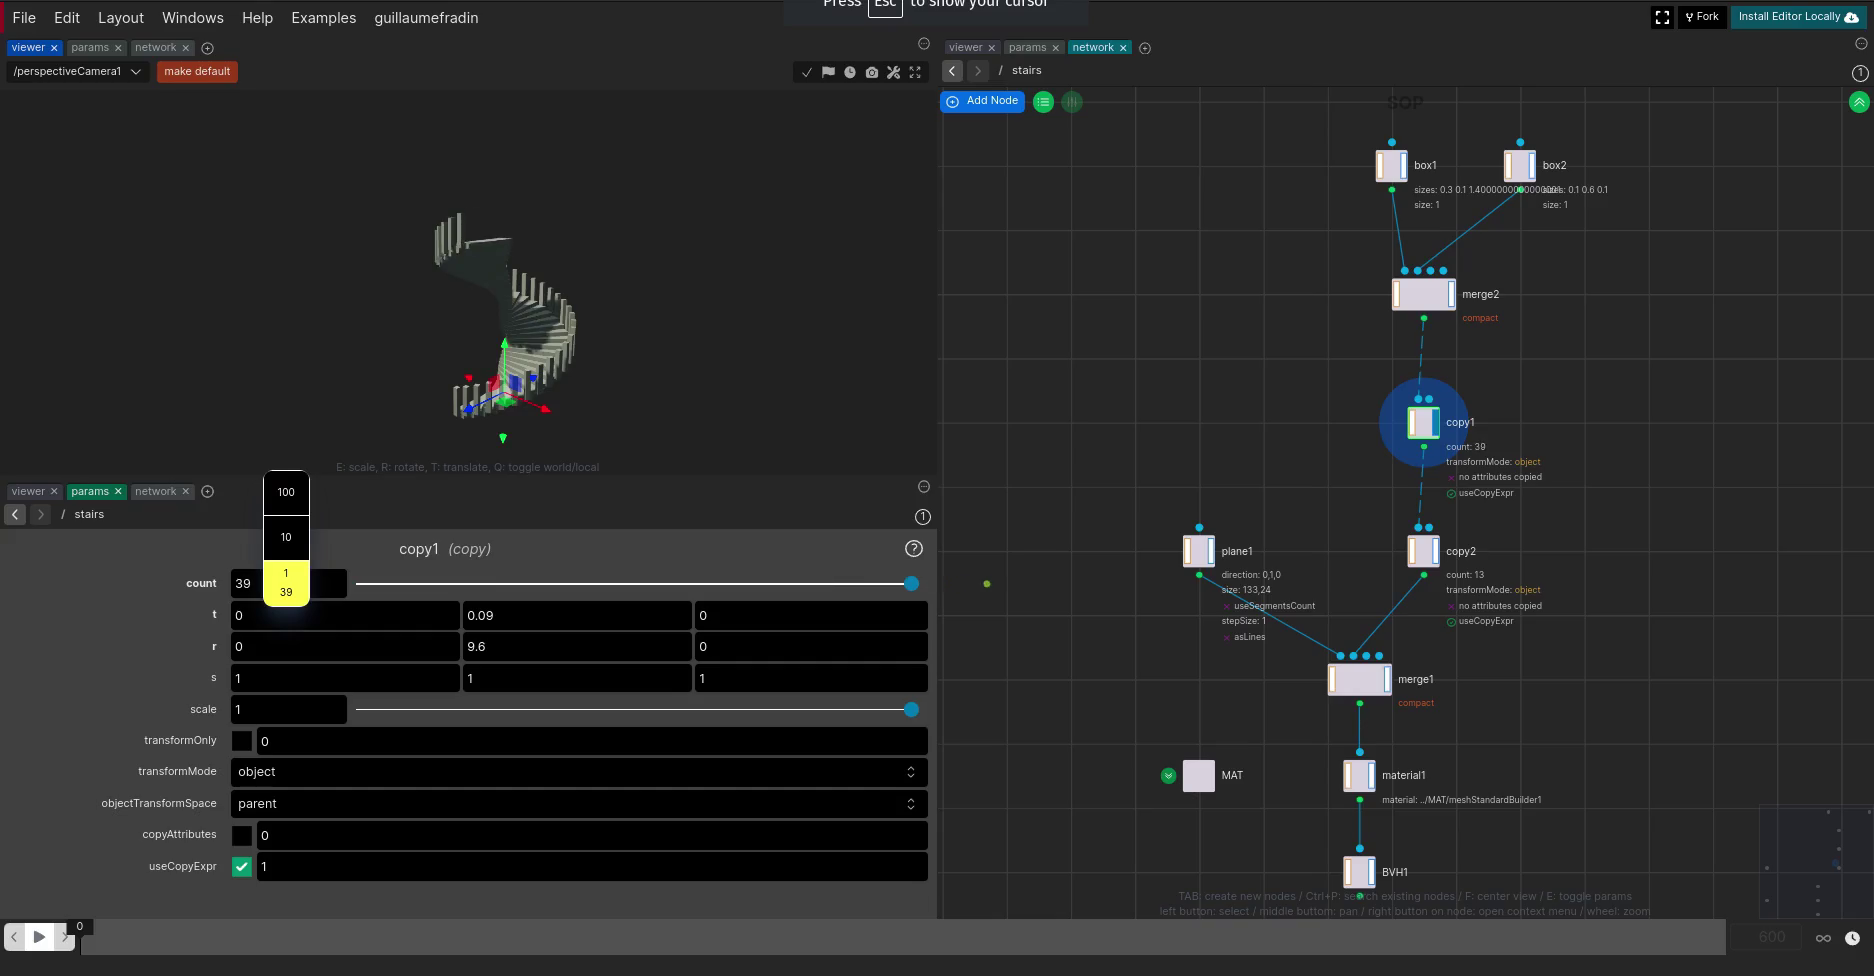 Press Esc to show your cursor
File Edit Layout Windows Help Examples guillaumefradin
Fork
Install Editor Locally
viewer × params × network ×
/perspectiveCamera1
make default
E: scale, R: rotate, T: translate, Q: toggle world/local
viewer × params × network ×
/ stairs
100
10
1
39
copy1 (copy)
?
count 39
t 0 0.09 0
r 0 9.6 0
s 1 1 1
scale 1
transformOnly 0
transformMode object
objectTransformSpace parent
copyAttributes 0
useCopyExpr 1
viewer × params × network ×
/ stairs
1
1
Add Node
SOP
box1
sizes: 0.3 0.1
size: 1
box2
sizes: 0.1 0.6 0.1
size: 1
merge2
compact
copy1
count: 39
transformMode: object
no attributes copied
useCopyExpr
plane1
direction: 0,1,0
size: 133,24
useSegmentsCount
stepSize: 1
asLines
copy2
count: 13
transformMode: object
no attributes copied
useCopyExpr
merge1
compact
MAT
material1
material: ../MAT/meshStandardBuilder1
BVH1
TAB: create new nodes / Ctrl+P: search existing nodes / F: center view / E: toggle params
left button: select / middle buttom: pan / right button on node: open context menu / wheel: zoom
0
600